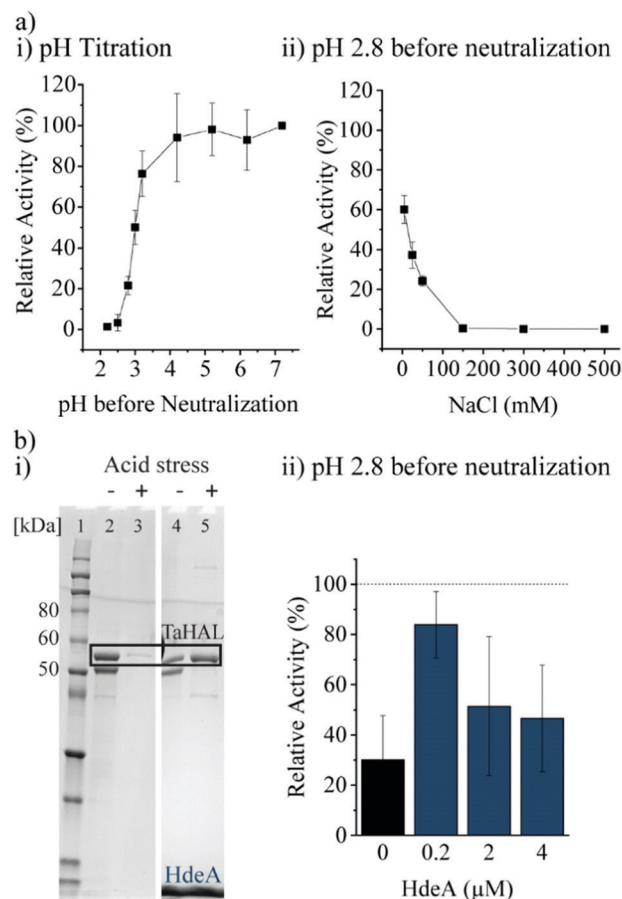 a)
i) pH Titration
ii) pH 2.8 before neutralization
Relative Activity (%)
120
100
80
60
40
20
0
2 3 4 5 6 7
pH before Neutralization
Relative Activity (%)
120
100
80
60
40
20
0
0 100 200 300 400 500
NaCl (mM)
b)
i) Acid stress
- + - +
[kDa] 1 2 3 4 5
80
60
50
TaHAL
HdeA
ii) pH 2.8 before neutralization
Relative Activity (%)
100
80
60
40
20
0
0 0.2 2 4
HdeA (µM)